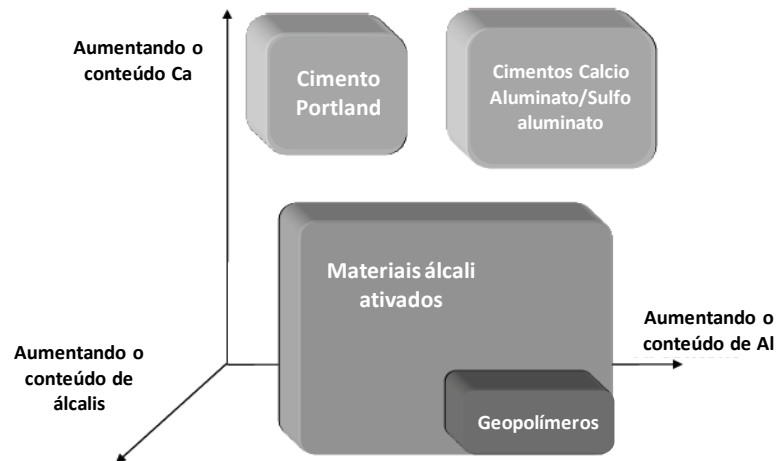 Aumentando o
conteúdo Ca
Cimento
Portland
Cimentos Calcio
Aluminato/Sulfo
aluminato
Materiais álcali
ativados
Aumentando o
conteúdo de Al
Aumentando o
conteúdo de
álcalis
Geopolímeros